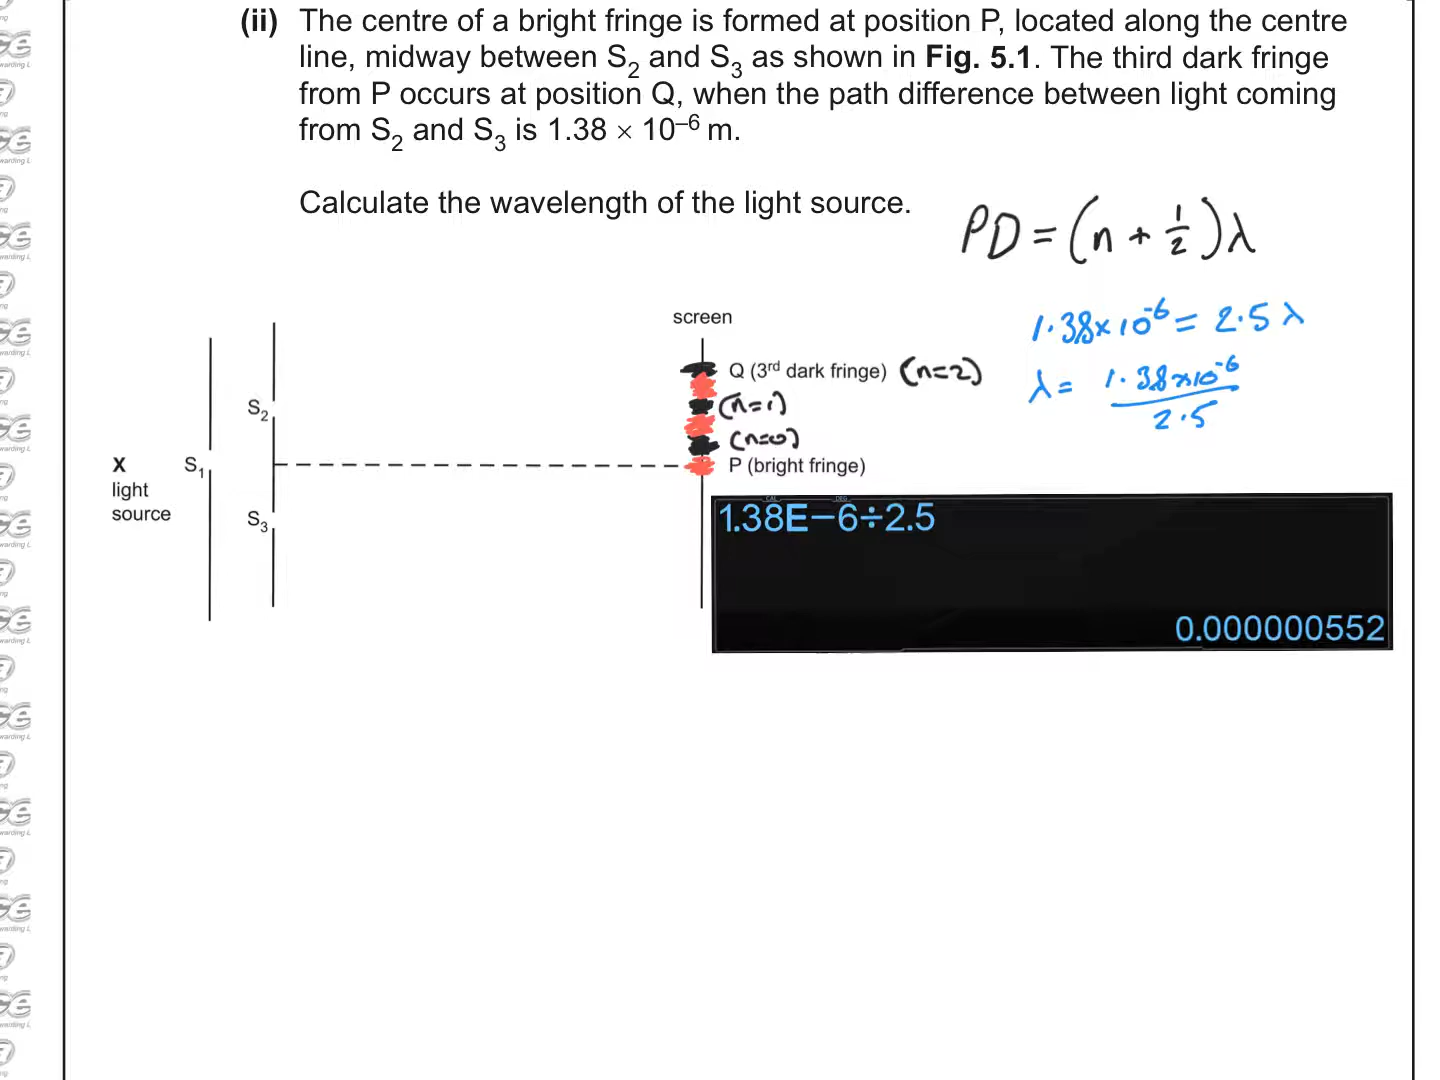 (ii) The centre of a bright fringe is formed at position P, located along the centre
line, midway between S2 and S3 as shown in Fig. 5.1. The third dark fringe
from P occurs at position Q, when the path difference between light coming
from S2 and S3 is 1.38 × 10–6 m.
Calculate the wavelength of the light source.
PD = (n + 1/2)λ
1.38×10-6 = 2.5 λ
λ = 1.38×10-6
2.5
screen
Q (3rd dark fringe) (n=2)
(n=1)
(n=0)
P (bright fringe)
S2
S1
S3
X
light
source
1.38E−6÷2.5
0.000000552